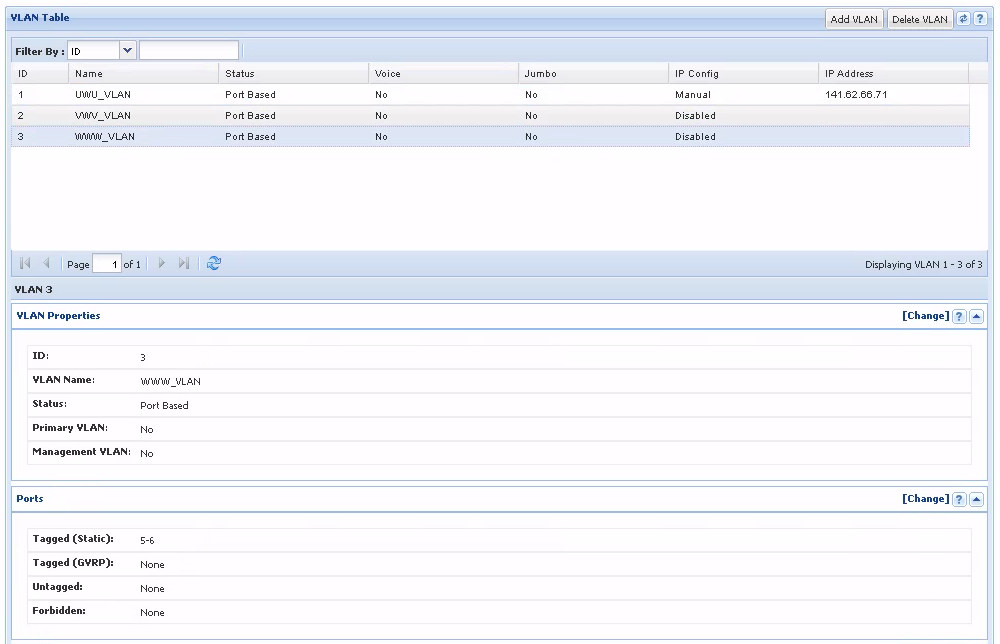 VLAN Table Add VLAN Delete VLAN ?
Filter By : ID
ID Name Status Voice Jumbo IP Config IP Address
1 UWU_VLAN Port Based No No Manual 141.62.66.71
2 VWV_VLAN Port Based No No Disabled
3 WWW_VLAN Port Based No No Disabled
Page 1 of 1 Displaying VLAN 1 - 3 of 3
VLAN 3
VLAN Properties [Change] ?
ID: 3
VLAN Name: WWW_VLAN
Status: Port Based
Primary VLAN: No
Management VLAN: No
Ports [Change] ?
Tagged (Static): 5-6
Tagged (GVRP): None
Untagged: None
Forbidden: None